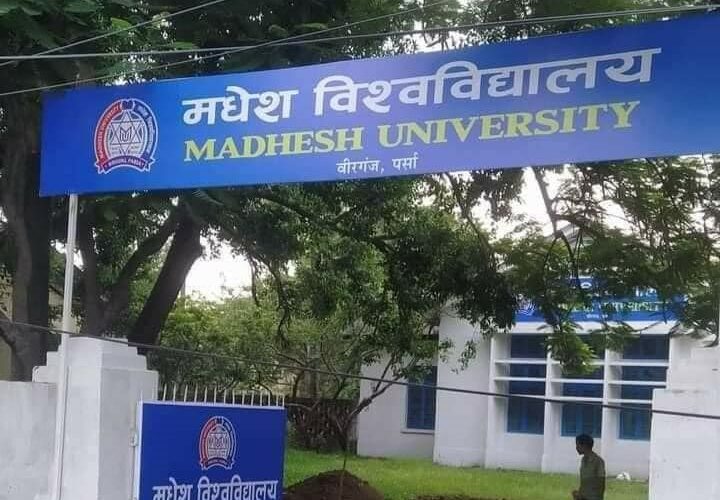 मधेश विश्वविद्यालय
MADHESH UNIVERSITY
वीरगंज, पर्सा
मधेश विश्वविद्यालय